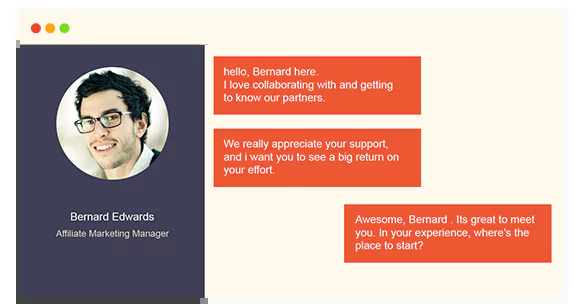 hello, Bernard here.
I love collaborating with and getting
to know our partners.
We really appreciate your support,
and i want you to see a big return on
your effort.
Awesome, Bernard . Its great to meet
you. In your experience, where's the
place to start?
Bernard Edwards
Affiliate Marketing Manager